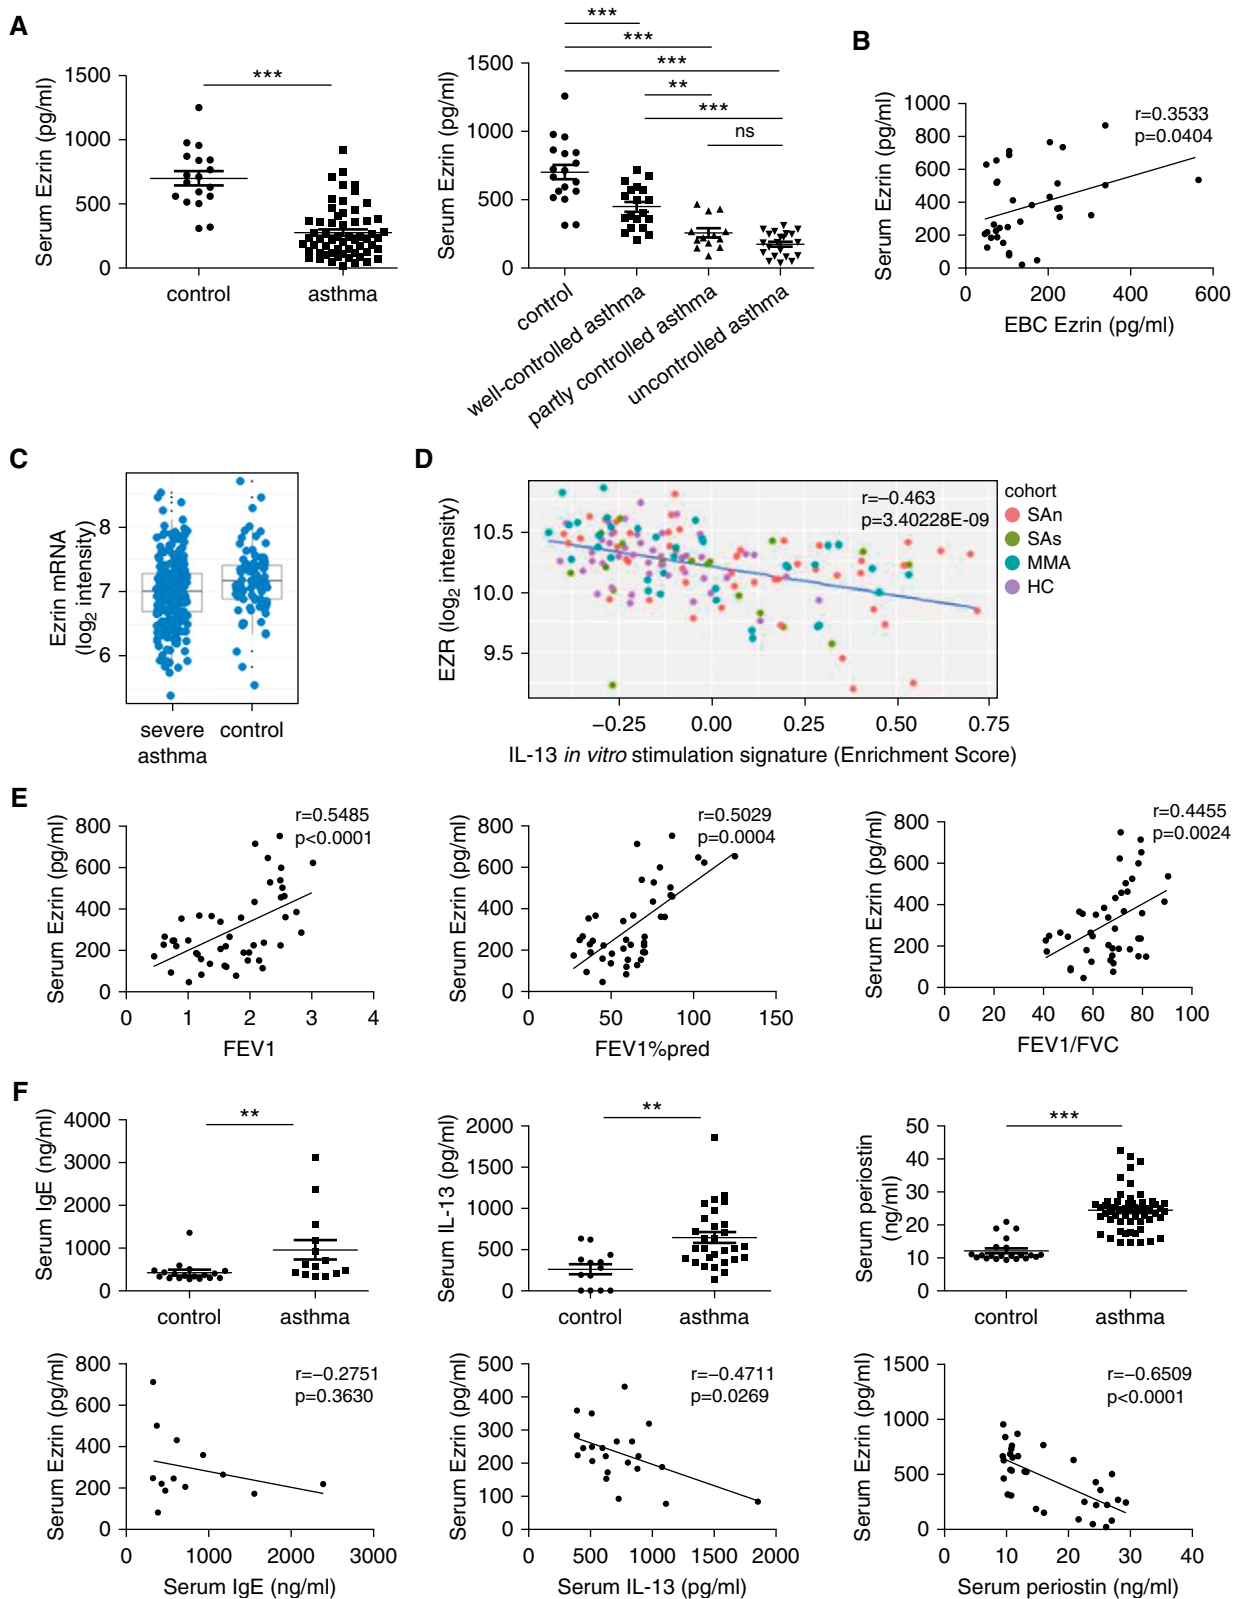 A
Serum Ezrin (pg/ml)
1500
1000
500
0
***
control
asthma
Serum Ezrin (pg/ml)
1500
1000
500
0
***
***
***
**
***
ns
control
well-controlled asthma
partly controlled asthma
uncontrolled asthma
B
Serum Ezrin (pg/ml)
1000
800
600
400
200
0
r=0.3533
p=0.0404
0
200
400
600
EBC Ezrin (pg/ml)
C
Ezrin mRNA
(log2 intensity)
8
7
6
severe
asthma
control
D
EZR (log2 intensity)
10.5
10.0
9.5
r=−0.463
p=3.40228E-09
cohort
SAn
SAs
MMA
HC
−0.25
0.00
0.25
0.50
0.75
IL-13 in vitro stimulation signature (Enrichment Score)
E
Serum Ezrin (pg/ml)
800
600
400
200
0
r=0.5485
p<0.0001
0
1
2
3
4
FEV1
Serum Ezrin (pg/ml)
800
600
400
200
0
r=0.5029
p=0.0004
0
50
100
150
FEV1%pred
Serum Ezrin (pg/ml)
800
600
400
200
0
r=0.4455
p=0.0024
0
20
40
60
80
100
FEV1/FVC
F
Serum IgE (ng/ml)
4000
3000
2000
1000
0
**
control
asthma
Serum IL-13 (pg/ml)
2000
1500
1000
500
0
**
control
asthma
Serum periostin
(ng/ml)
50
40
30
20
10
0
***
control
asthma
Serum Ezrin (pg/ml)
800
600
400
200
0
r=−0.2751
p=0.3630
0
1000
2000
3000
Serum IgE (ng/ml)
Serum Ezrin (pg/ml)
500
400
300
200
100
0
r=−0.4711
p=0.0269
0
500
1000
1500
2000
Serum IL-13 (pg/ml)
Serum Ezrin (pg/ml)
1500
1000
500
0
r=−0.6509
p<0.0001
0
10
20
30
40
Serum periostin (ng/ml)